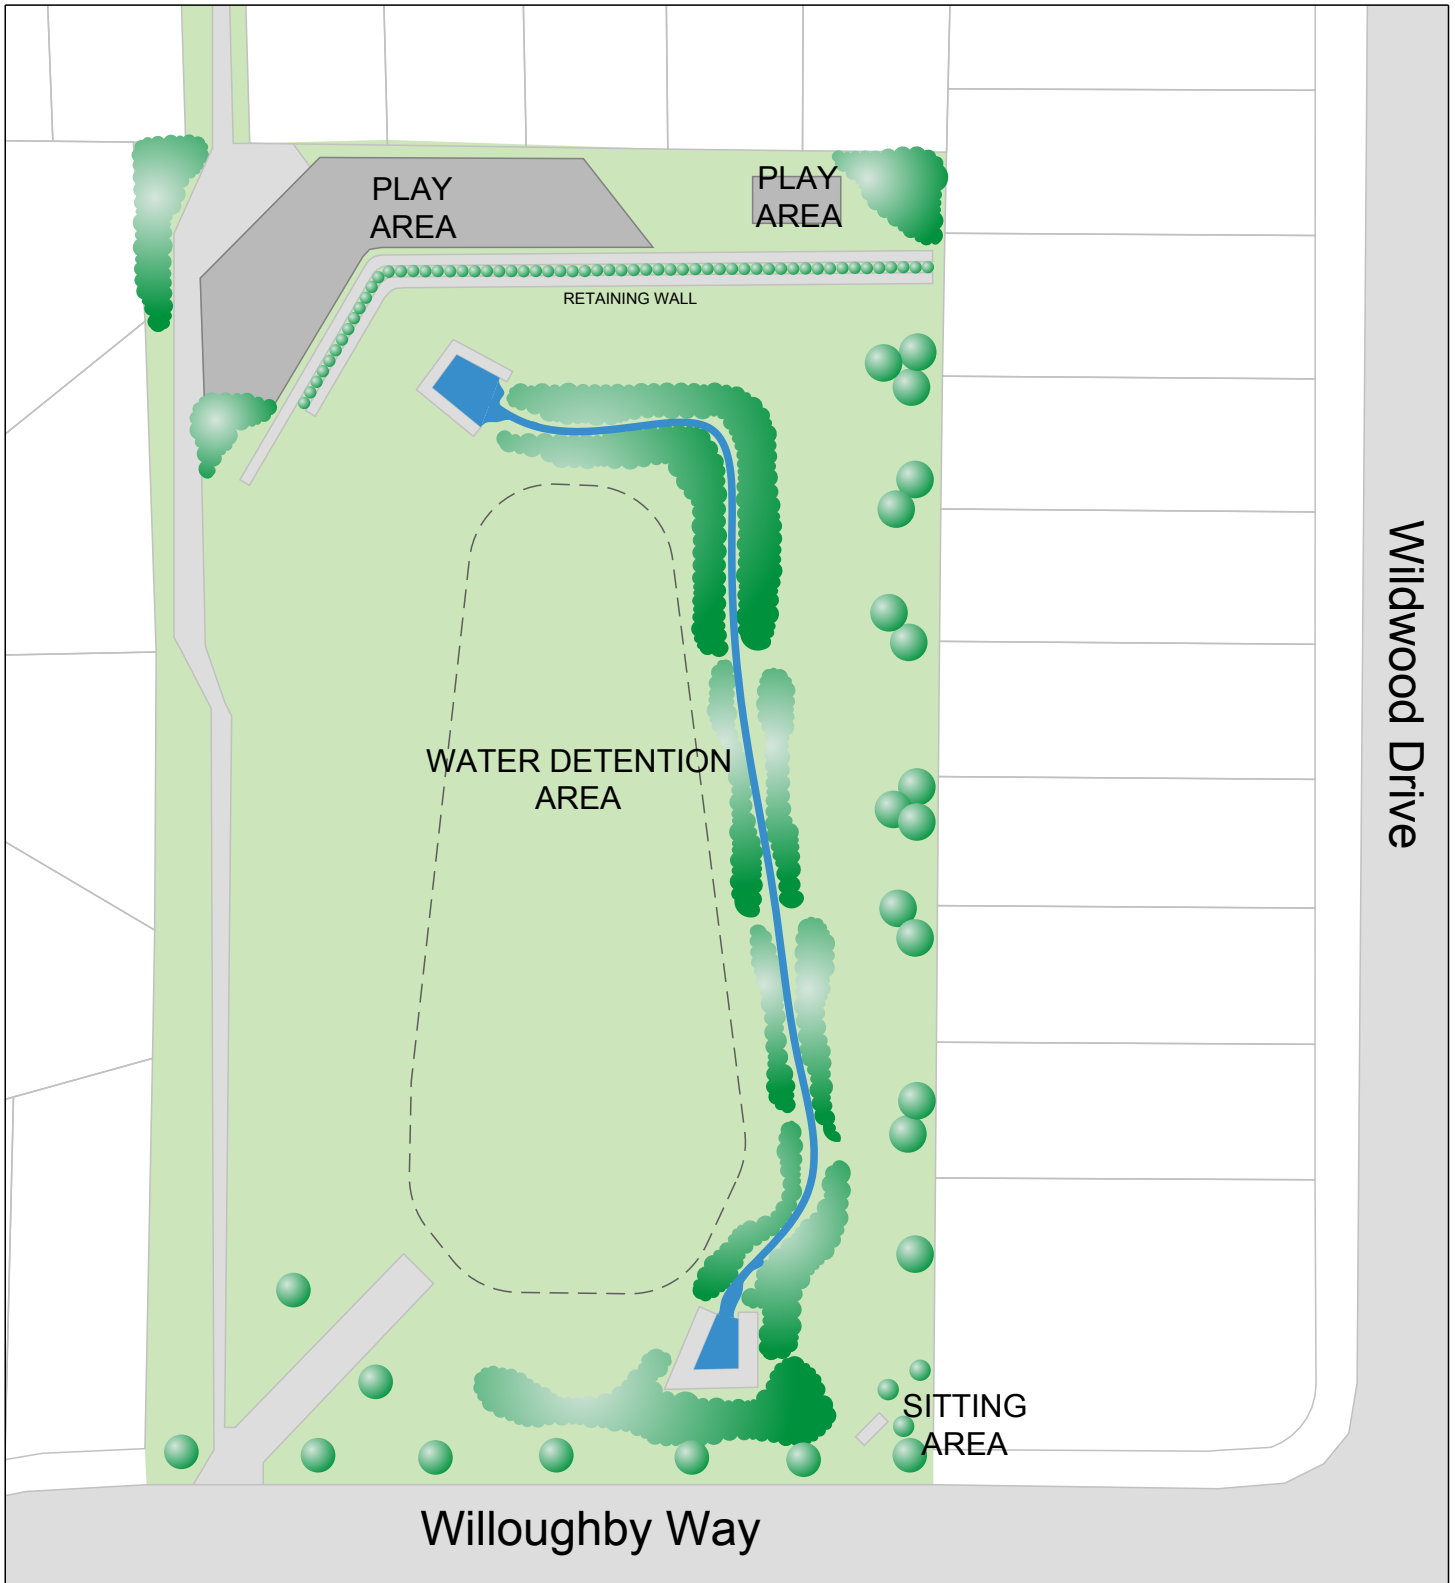 PLAY
AREA
PLAY
AREA
RETAINING WALL
WATER DETENTION
AREA
Wildwood Drive
SITTING
AREA
Willoughby Way